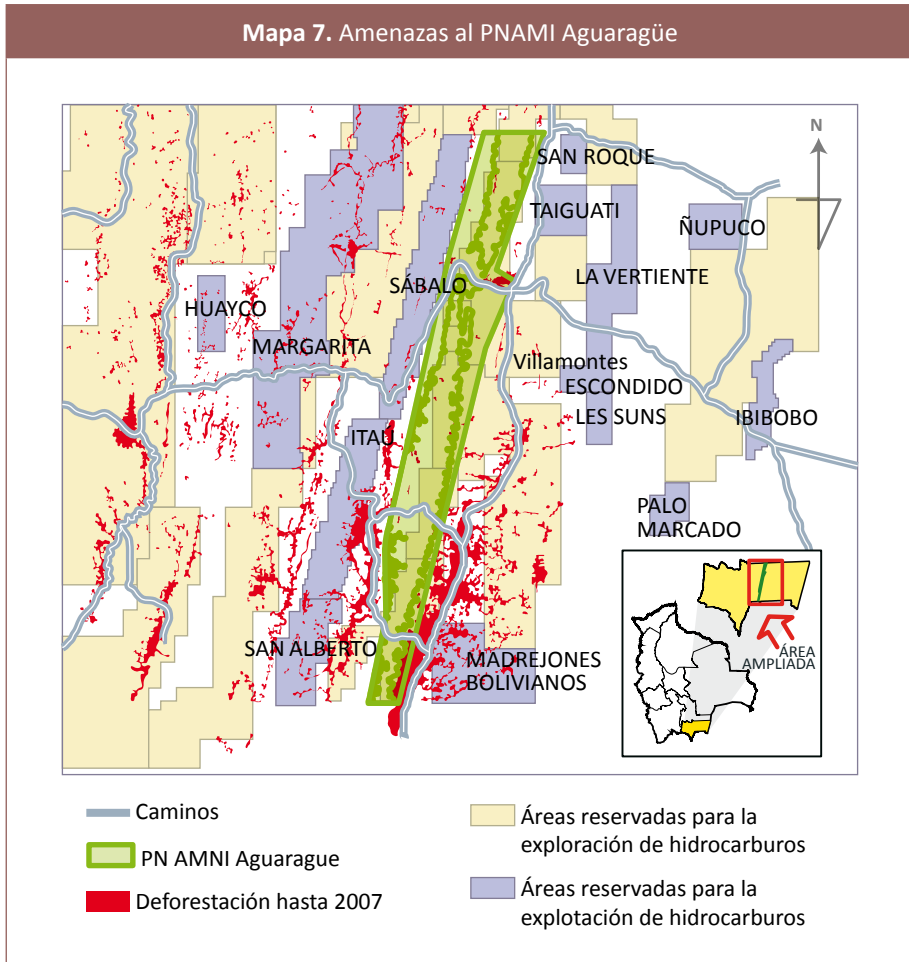 Mapa 7. Amenazas al PNAMI Aguaragüe
N
SAN ROQUE
TAIGUATI
ÑUPUCO
LA VERTIENTE
SÁBALO
HUAYCO
MARGARITA
Villamontes
ESCONDIDO
LES SUNS
IBIBOBO
ITAÚ
PALO
MARCADO
SAN ALBERTO
MADREJONES
BOLIVIANOS
ÁREA
AMPLIADA
Caminos
PN AMNI Aguarague
Deforestación hasta 2007
Áreas reservadas para la
exploración de hidrocarburos
Áreas reservadas para la
explotación de hidrocarburos